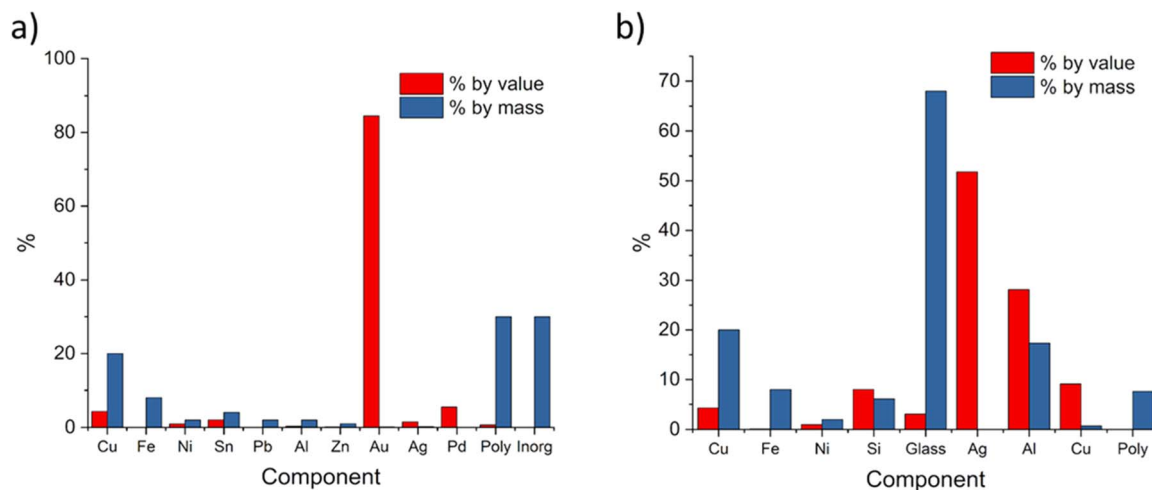 a)
100
80
60
40
20
0
%
% by value
% by mass
Cu Fe Ni Sn Pb Al Zn Au Ag Pd Poly Inorg
Component
b)
70
60
50
40
30
20
10
0
%
% by value
% by mass
Cu Fe Ni Si Glass Ag Al Cu Poly
Component